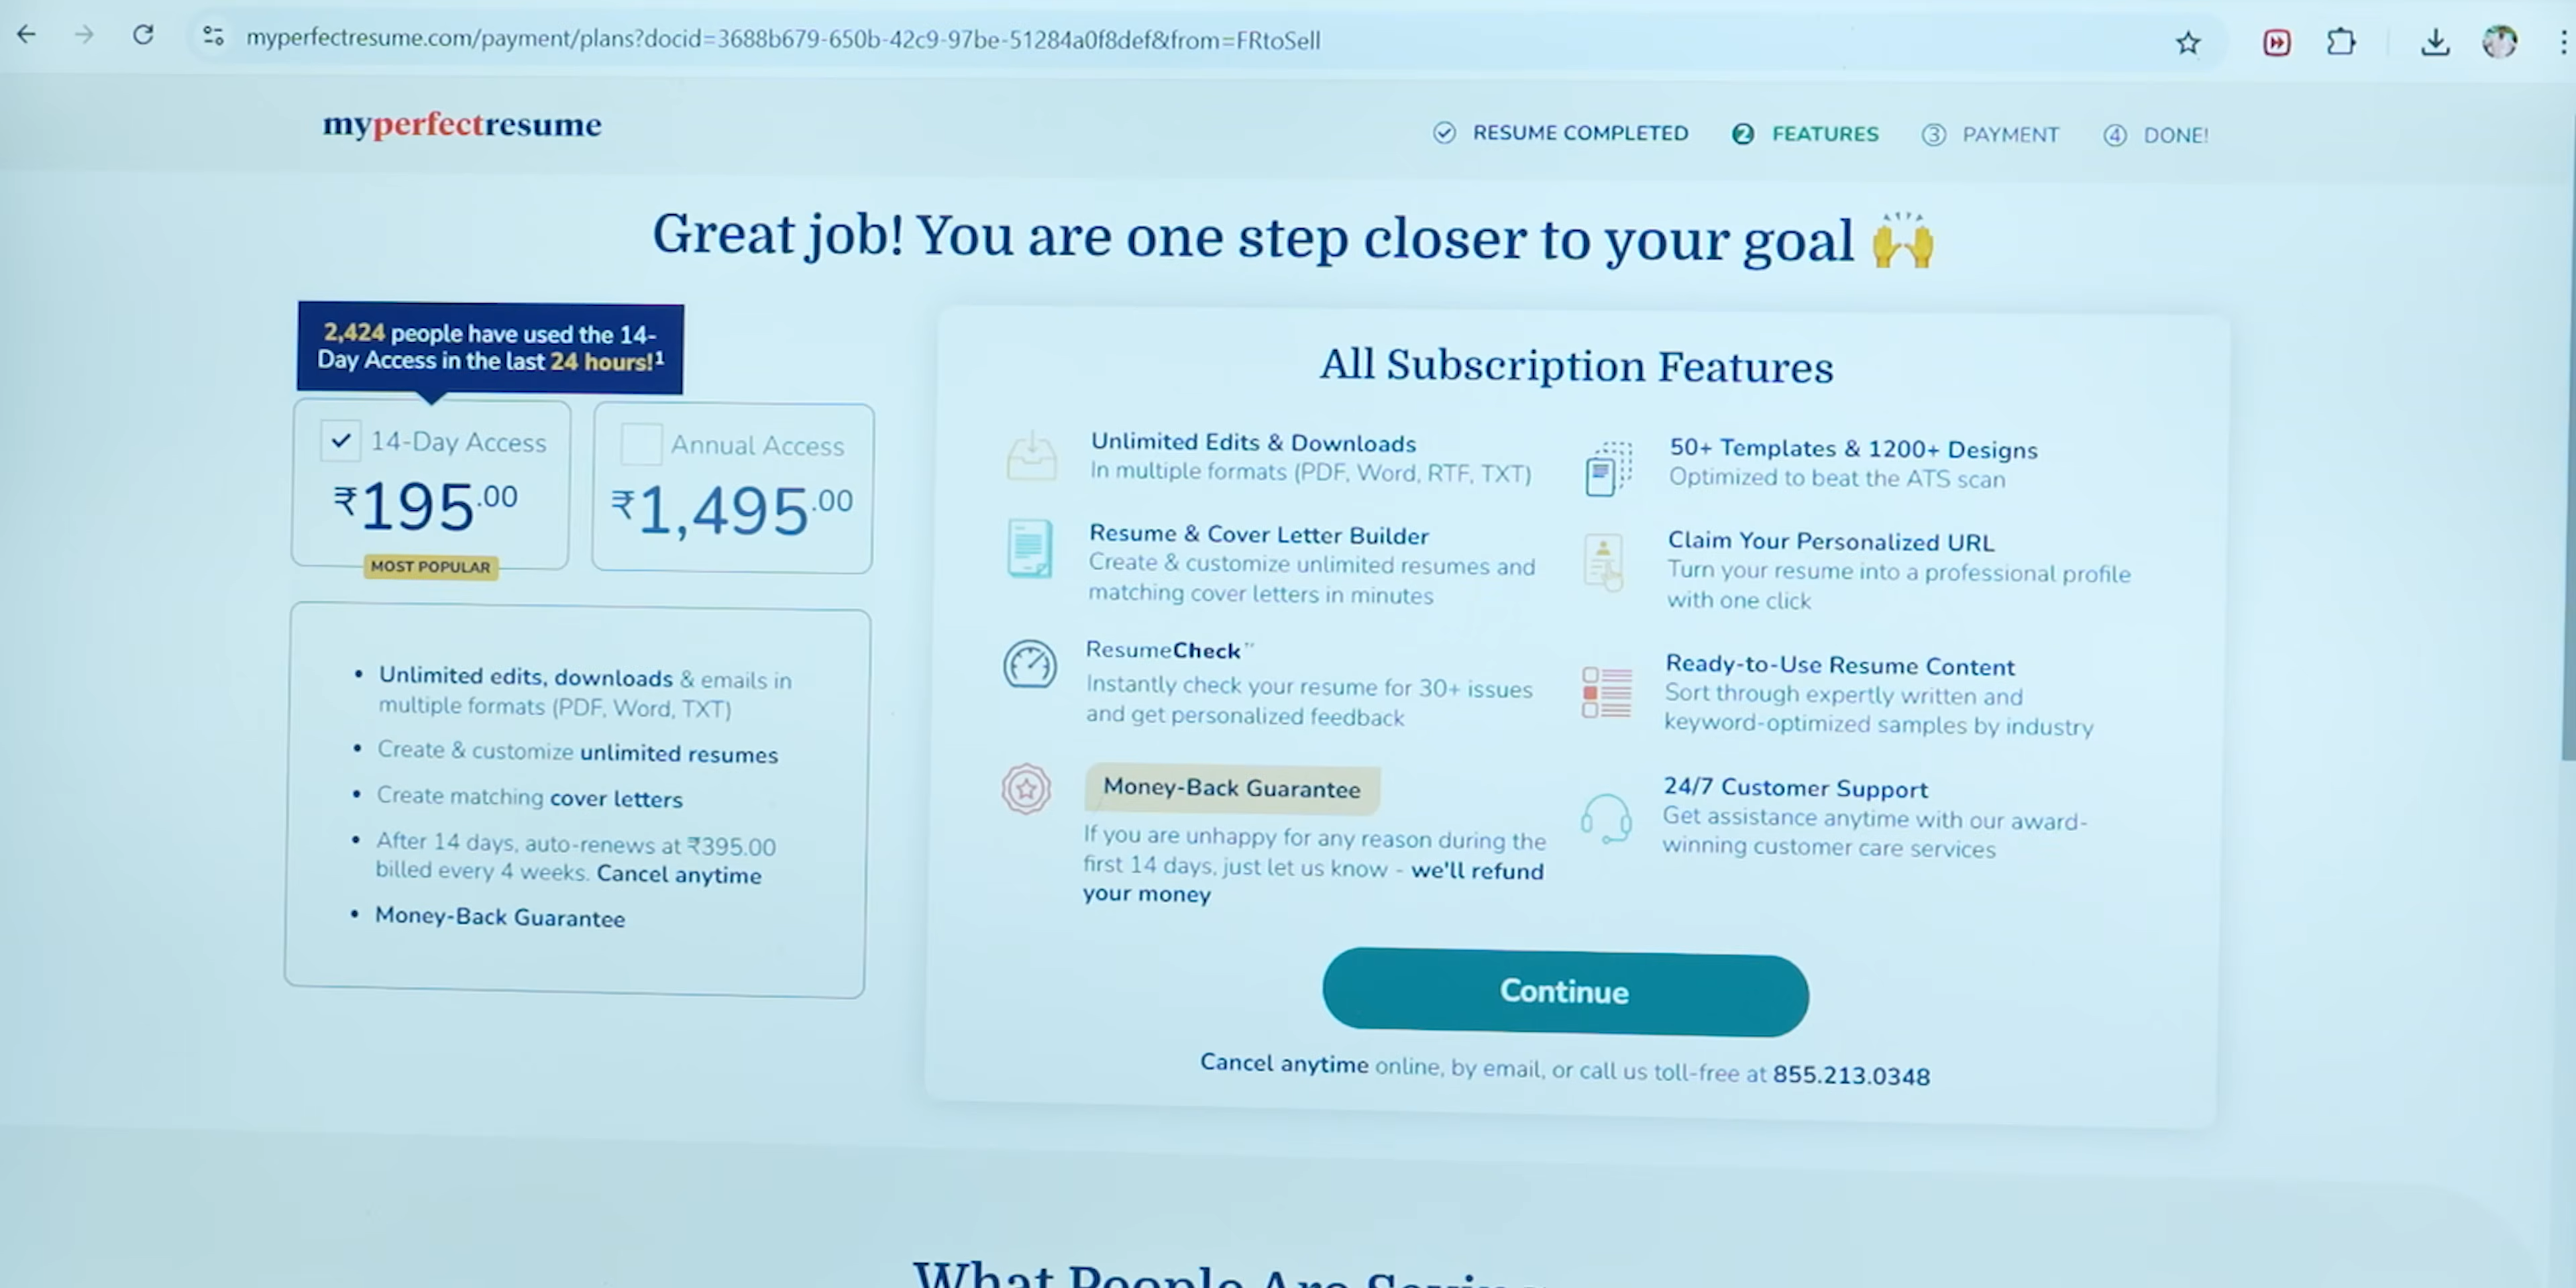 myperfectresume.com/payment/plans?docid=3688b679-650b-42c9-97be-51284a0f8def&from=FRtoSell
myperfectresume
RESUME COMPLETED
2 FEATURES
3 PAYMENT
4 DONE!
Great job! You are one step closer to your goal 🙌
2,424 people have used the 14-
Day Access in the last 24 hours!¹
14-Day Access
₹195.00
MOST POPULAR
Annual Access
₹1,495.00
• Unlimited edits, downloads & emails in
multiple formats (PDF, Word, TXT)
• Create & customize unlimited resumes
• Create matching cover letters
• After 14 days, auto-renews at ₹395.00
billed every 4 weeks. Cancel anytime
• Money-Back Guarantee
All Subscription Features
Unlimited Edits & Downloads
In multiple formats (PDF, Word, RTF, TXT)
Resume & Cover Letter Builder
Create & customize unlimited resumes and
matching cover letters in minutes
ResumeCheck™
Instantly check your resume for 30+ issues
and get personalized feedback
Money-Back Guarantee
If you are unhappy for any reason during the
first 14 days, just let us know - we'll refund
your money
50+ Templates & 1200+ Designs
Optimized to beat the ATS scan
Claim Your Personalized URL
Turn your resume into a professional profile
with one click
Ready-to-Use Resume Content
Sort through expertly written and
keyword-optimized samples by industry
24/7 Customer Support
Get assistance anytime with our award-
winning customer care services
Continue
Cancel anytime online, by email, or call us toll-free at 855.213.0348
What People Are Saying